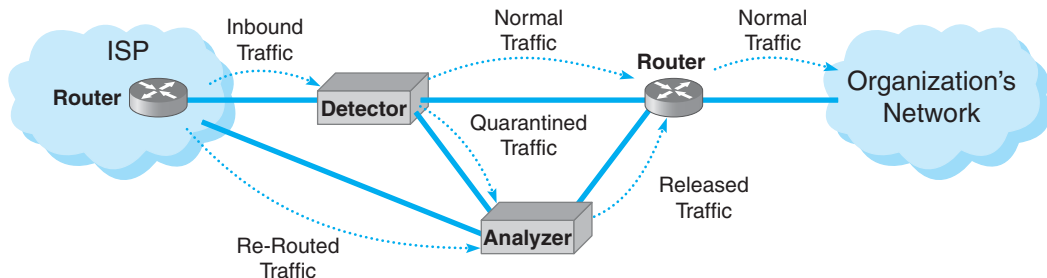 ISP
Router
Inbound
Traffic
Detector
Normal
Traffic
Router
Normal
Traffic
Organization's
Network
Quarantined
Traffic
Analyzer
Released
Traffic
Re-Routed
Traffic